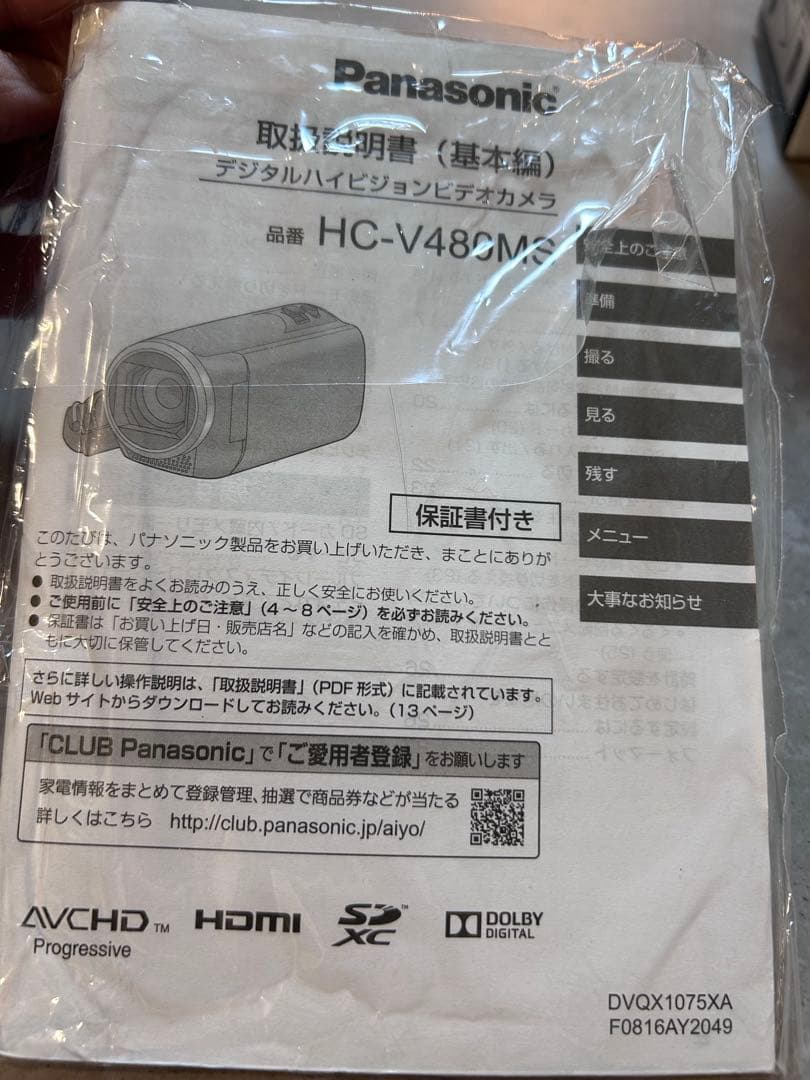 Panasonic
取扱説明書(基本編)
デジタルハイビジョンビデオカメラ
品番 HC-V480MS
安全上のご注意
準備
撮る
見る
残す
メニュー
大事なお知らせ
保証書付き
このたびは、パナソニック製品をお買い上げいただき、まことにありが
とうございます。
● 取扱説明書をよくお読みのうえ、正しく安全にお使いください。
● ご使用前に「安全上のご注意」(4~8ページ)を必ずお読みください。
● 保証書は「お買い上げ日・販売店名」などの記入を確かめ、取扱説明書とと
もに大切に保管してください。
さらに詳しい操作説明は、「取扱説明書」(PDF 形式)に記載されています。
Web サイトからダウンロードしてお読みください。(13ページ)
「CLUB Panasonic」で「ご愛用者登録」をお願いします
家電情報をまとめて登録管理、抽選で商品券などが当たる
詳しくはこちら http://club.panasonic.jp/aiyo/
AVCHD TM
Progressive
HDMI
SD XC TM
DOLBY
DIGITAL
DVQX1075XA
F0816AY2049